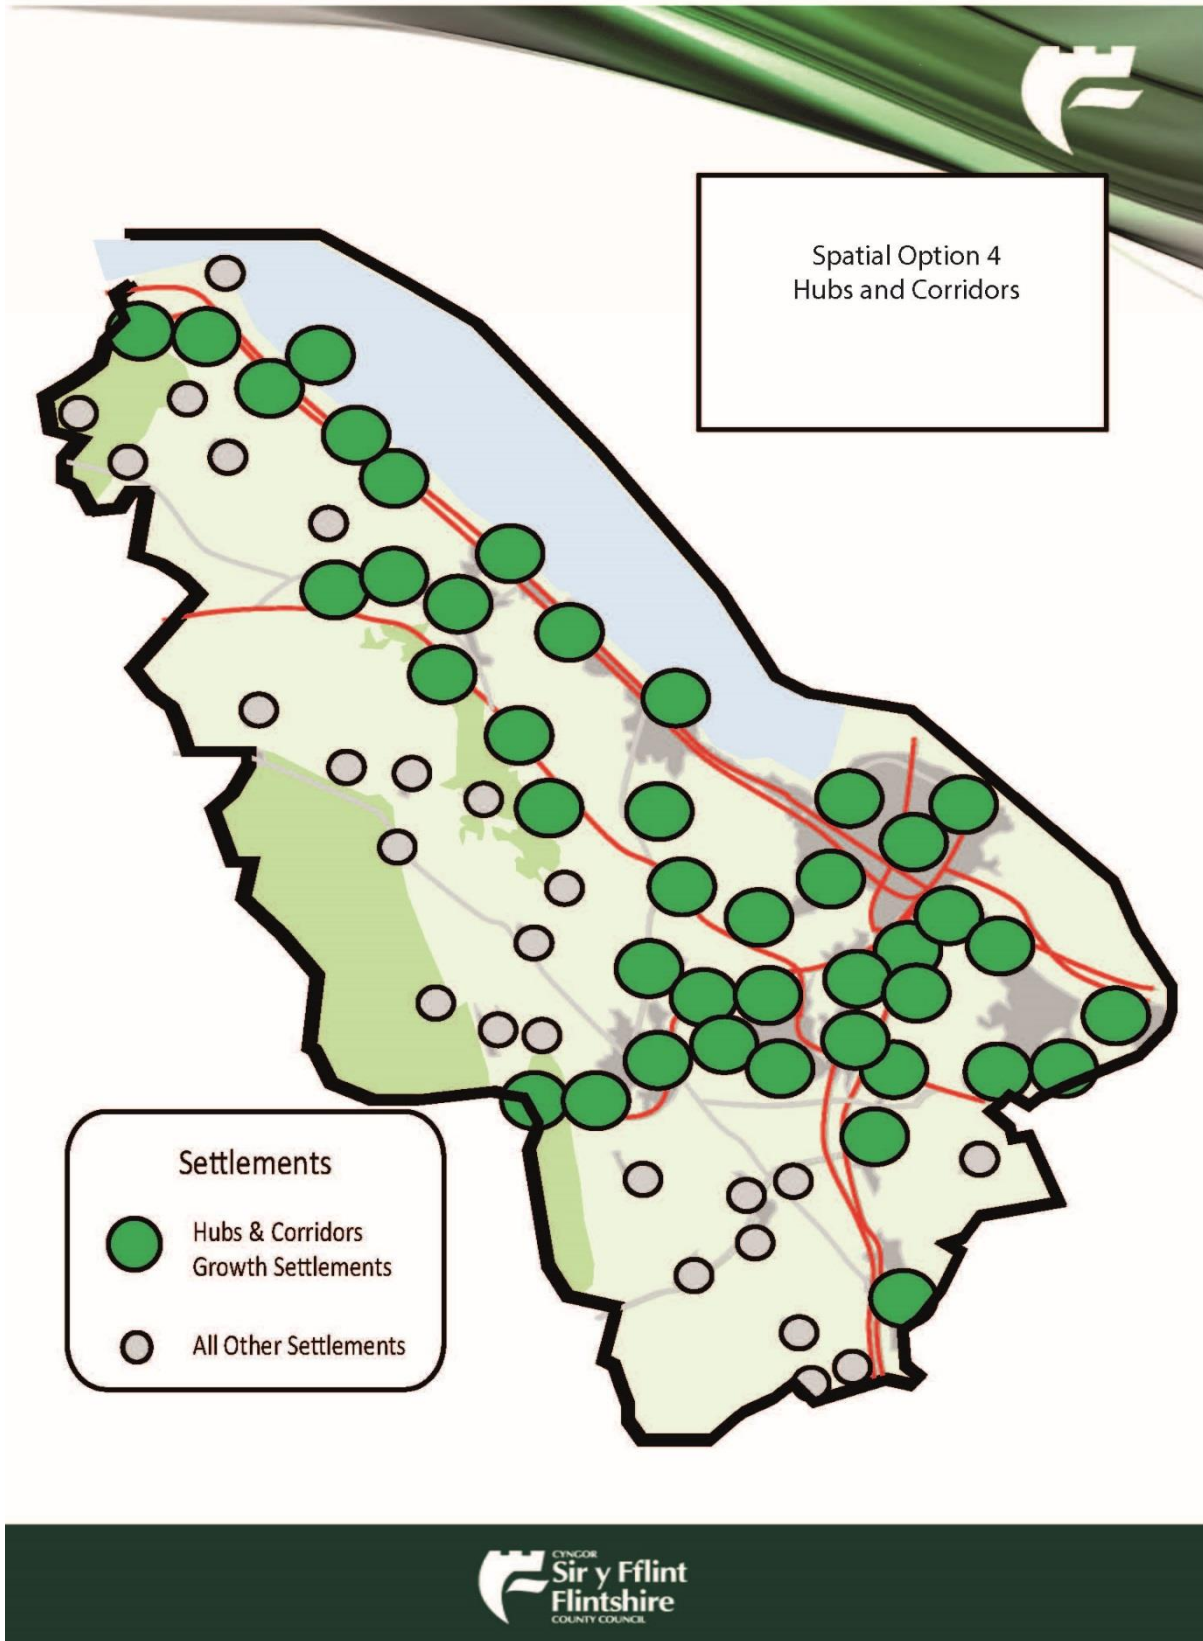 Spatial Option 4
Hubs and Corridors
Settlements
Hubs & Corridors
Growth Settlements
All Other Settlements
CYNGOR
Sir y Fflint
Flintshire
COUNTY COUNCIL